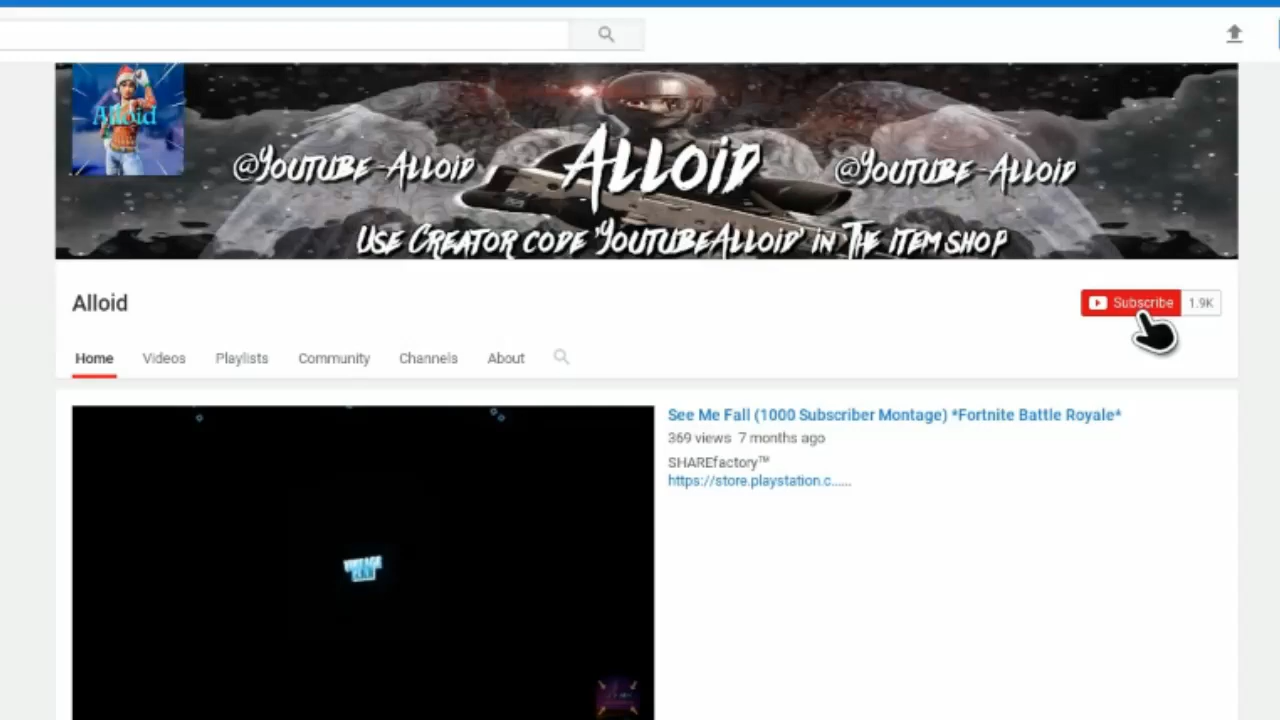 Alloid
@Youtube-Alloid
Alloid
@Youtube-Alloid
Use Creator code 'YoutubeAlloid' in The item shop
Alloid
Subscribe 1.9K
Home Videos Playlists Community Channels About
See Me Fall (1000 Subscriber Montage) *Fortnite Battle Royale*
369 views 7 months ago
SHAREfactory™
https://store.playstation.c......